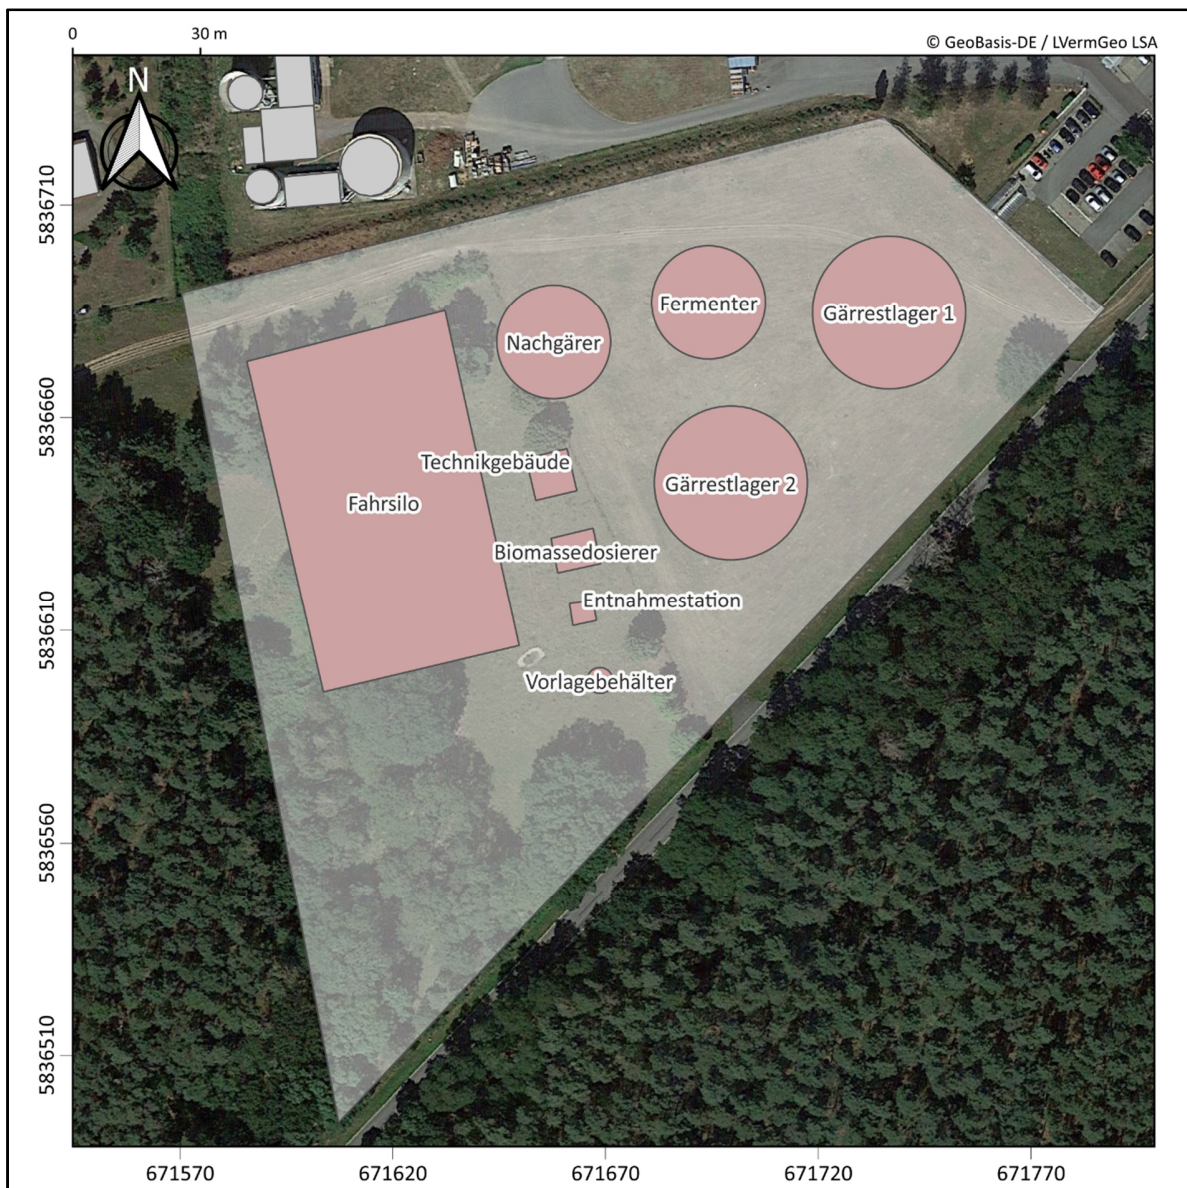 0
30 m
© GeoBasis-DE / LVermGeo LSA
N
5836710
Fermenter
Gärrestlager 1
Nachgärer
5836660
Technikgebäude
Gärrestlager 2
Fahrsilo
Biomassedosierer
Entnahmestation
5836610
Vorlagebehälter
5836560
5836510
671570
671620
671670
671720
671770